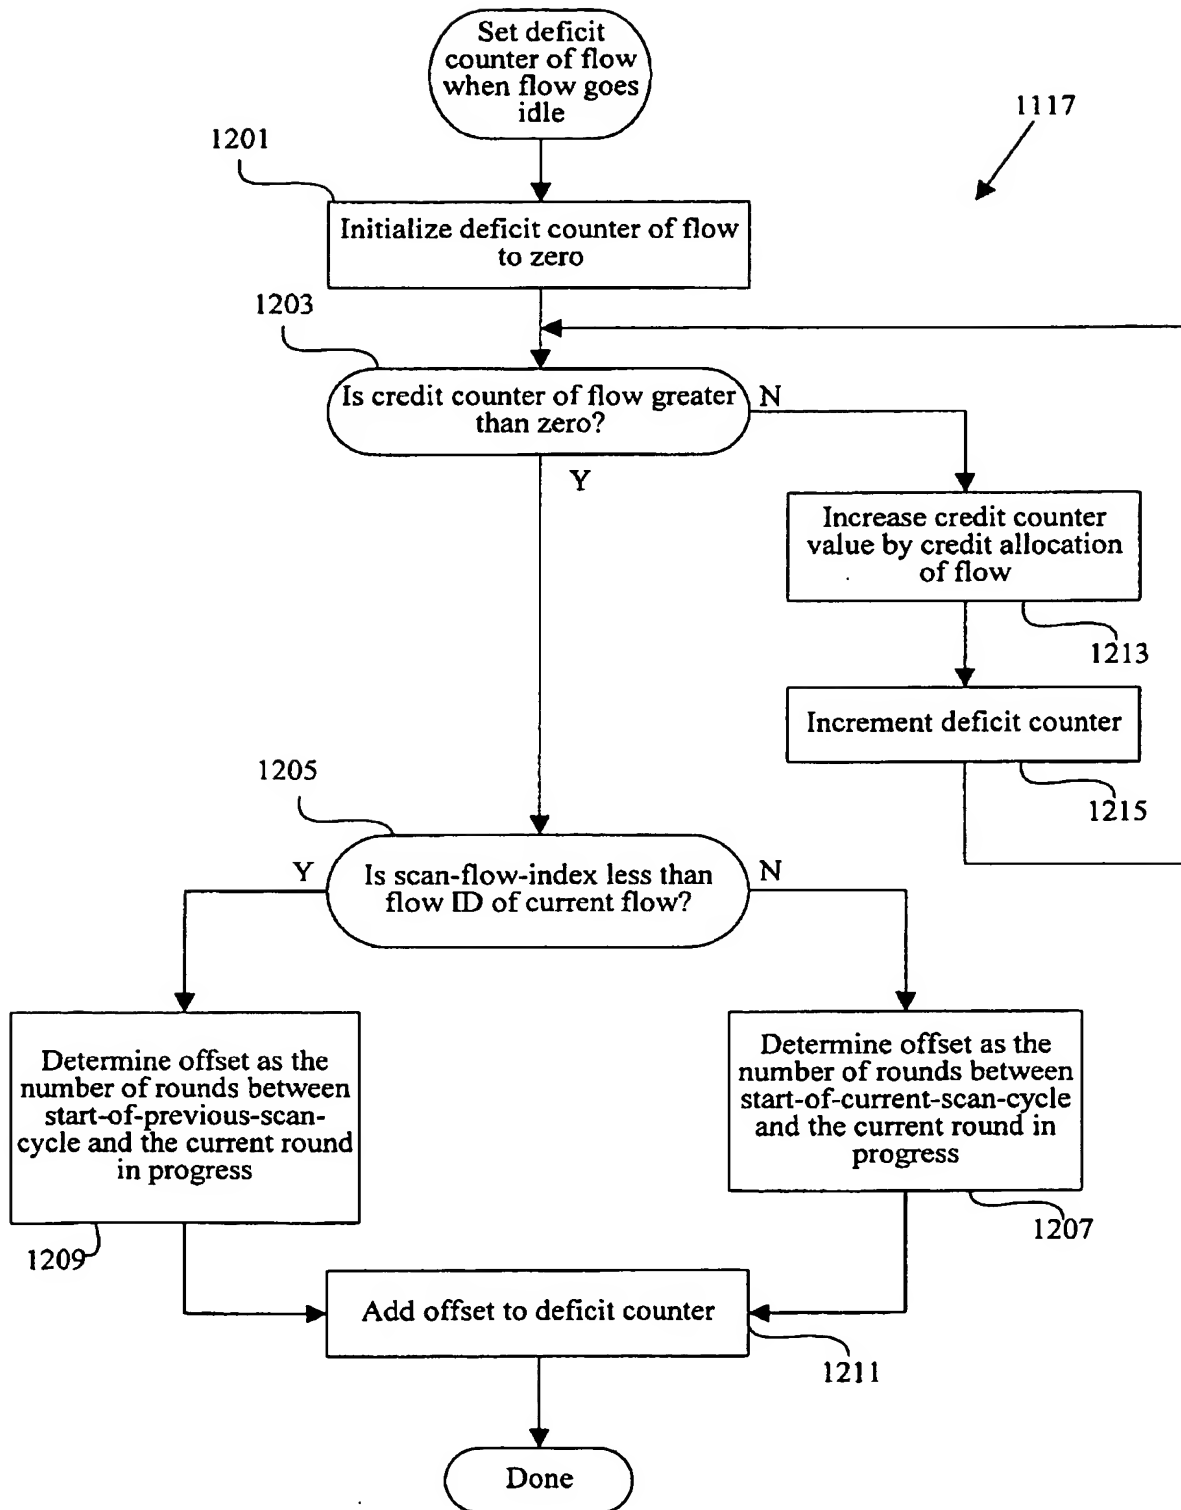 Set deficit
counter of flow
when flow goes
idle
1117
1201
Initialize deficit counter of flow
to zero
1203
Is credit counter of flow greater
than zero?
N
Y
Increase credit counter
value by credit allocation
of flow
1213
Increment deficit counter
1215
1205
Y
Is scan-flow-index less than
flow ID of current flow?
N
Determine offset as the
number of rounds between
start-of-previous-scan-
cycle and the current round
in progress
1209
Determine offset as the
number of rounds between
start-of-current-scan-cycle
and the current round in
progress
1207
Add offset to deficit counter
1211
Done